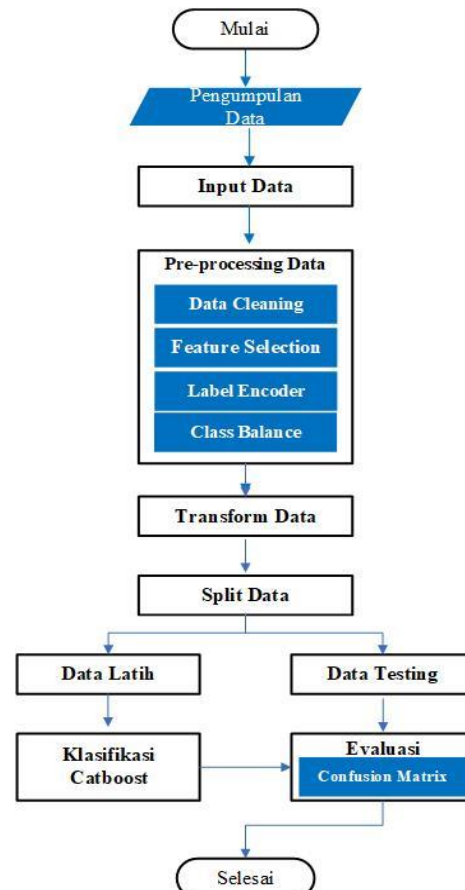 Mulai
Pengumpulan
Data
Input Data
Pre-processing Data
Data Cleaning
Feature Selection
Label Encoder
Class Balance
Transform Data
Split Data
Data Latih
Data Testing
Klasifikasi
Catboost
Evaluasi
Confusion Matrix
Selesai